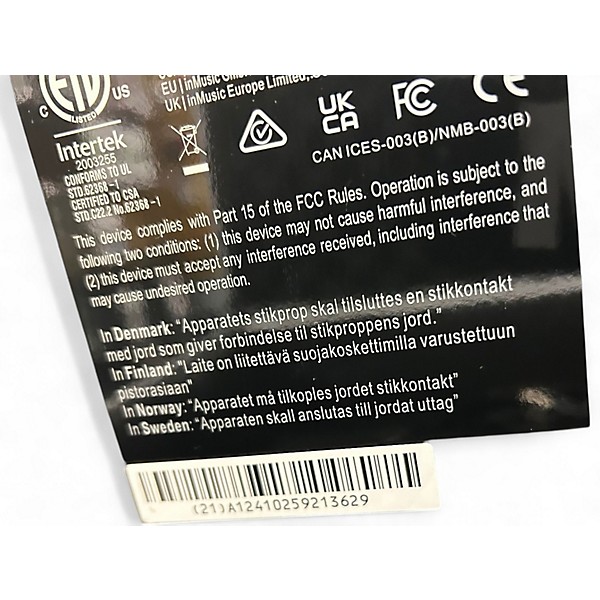 EU | inMusic
UK | inMusic Europe Limited,
C ETL US
LISTED
Intertek
2003255
CONFORMS TO UL
STD.62368-1
CERTIFIED TO CSA
STD.C22.2 No.62368-1
UK
CA
FC
CE
CAN ICES-003(B)/NMB-003(B)
This device complies with Part 15 of the FCC Rules. Operation is subject to the
following two conditions: (1) this device may not cause harmful interference, and
(2) this device must accept any interference received, including interference that
may cause undesired operation.
In Denmark: "Apparatets stikprop skal tilsluttes en stikkontakt
med jord som giver forbindelse til stikproppens jord."
In Finland: "Laite on liitettävä suojakoskettimilla varustettuun
pistorasiaan"
In Norway: "Apparatet må tilkoples jordet stikkontakt"
In Sweden: "Apparaten skall anslutas till jordat uttag"
(21)A12410259213629